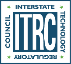 INTERSTATE
COUNCIL
ITRC
TECHNOLOGY
REGULATORY